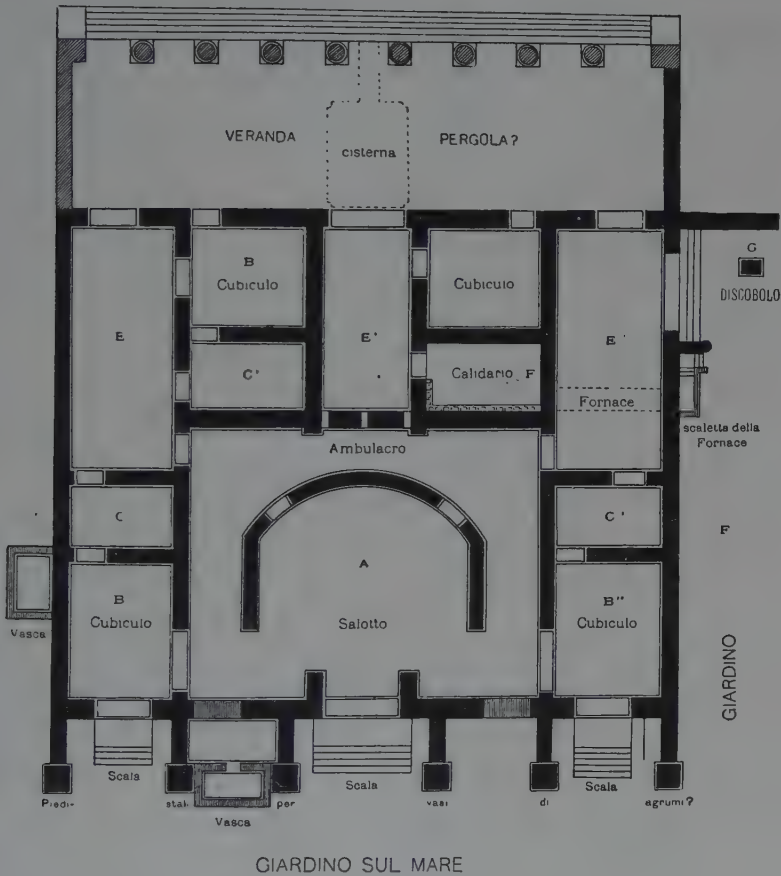 VERANDA PERGOLA?
cisterna
G
DISCOBOLO
B
Cubiculo
Cubiculo
E
E'
E
C'
Calidario F
Fornace
scaletta della
Fornace
Ambulacro
C
C'
A
F
B
Cubiculo
Salotto
B"
Cubiculo
Vasca
GIARDINO
Scala
Scala
Scala
Piedi- stali per vasi di agrumi?
Vasca
GIARDINO SUL MARE